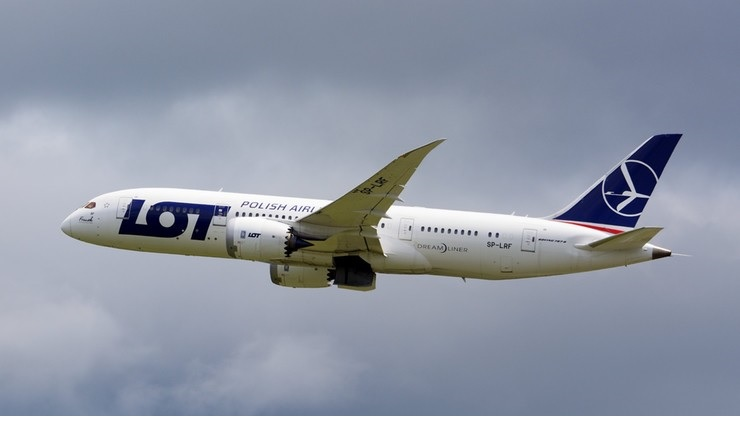 LOT
POLISH AIRL
LOT
SP-LRF
DREAMLINER
SP-LRF